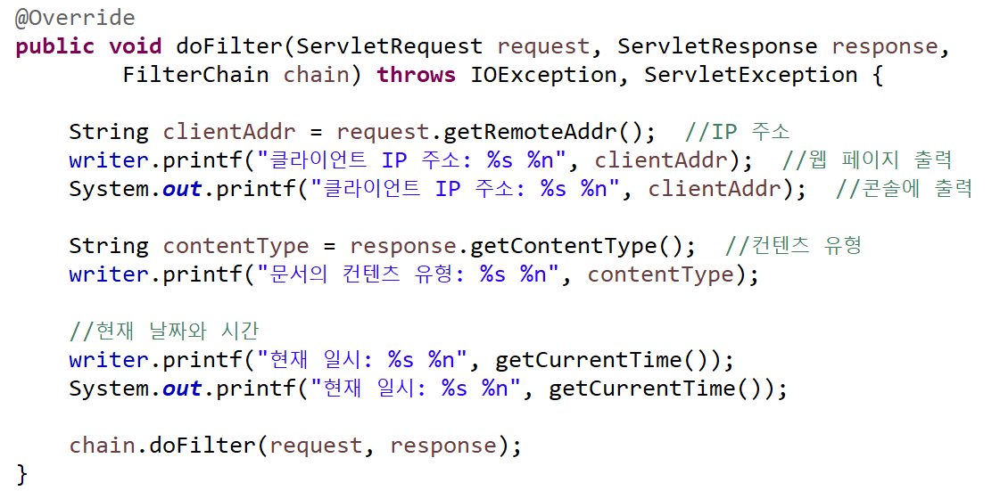 @Override
public void doFilter(ServletRequest request, ServletResponse response,
        FilterChain chain) throws IOException, ServletException {

    String clientAddr = request.getRemoteAddr();  //IP 주소
    writer.printf("클라이언트 IP 주소: %s %n", clientAddr);  //웹 페이지 출력
    System.out.printf("클라이언트 IP 주소: %s %n", clientAddr);  //콘솔에 출력

    String contentType = response.getContentType();  //컨텐츠 유형
    writer.printf("문서의 컨텐츠 유형: %s %n", contentType);

    //현재 날짜와 시간
    writer.printf("현재 일시: %s %n", getCurrentTime());
    System.out.printf("현재 일시: %s %n", getCurrentTime());

    chain.doFilter(request, response);
}